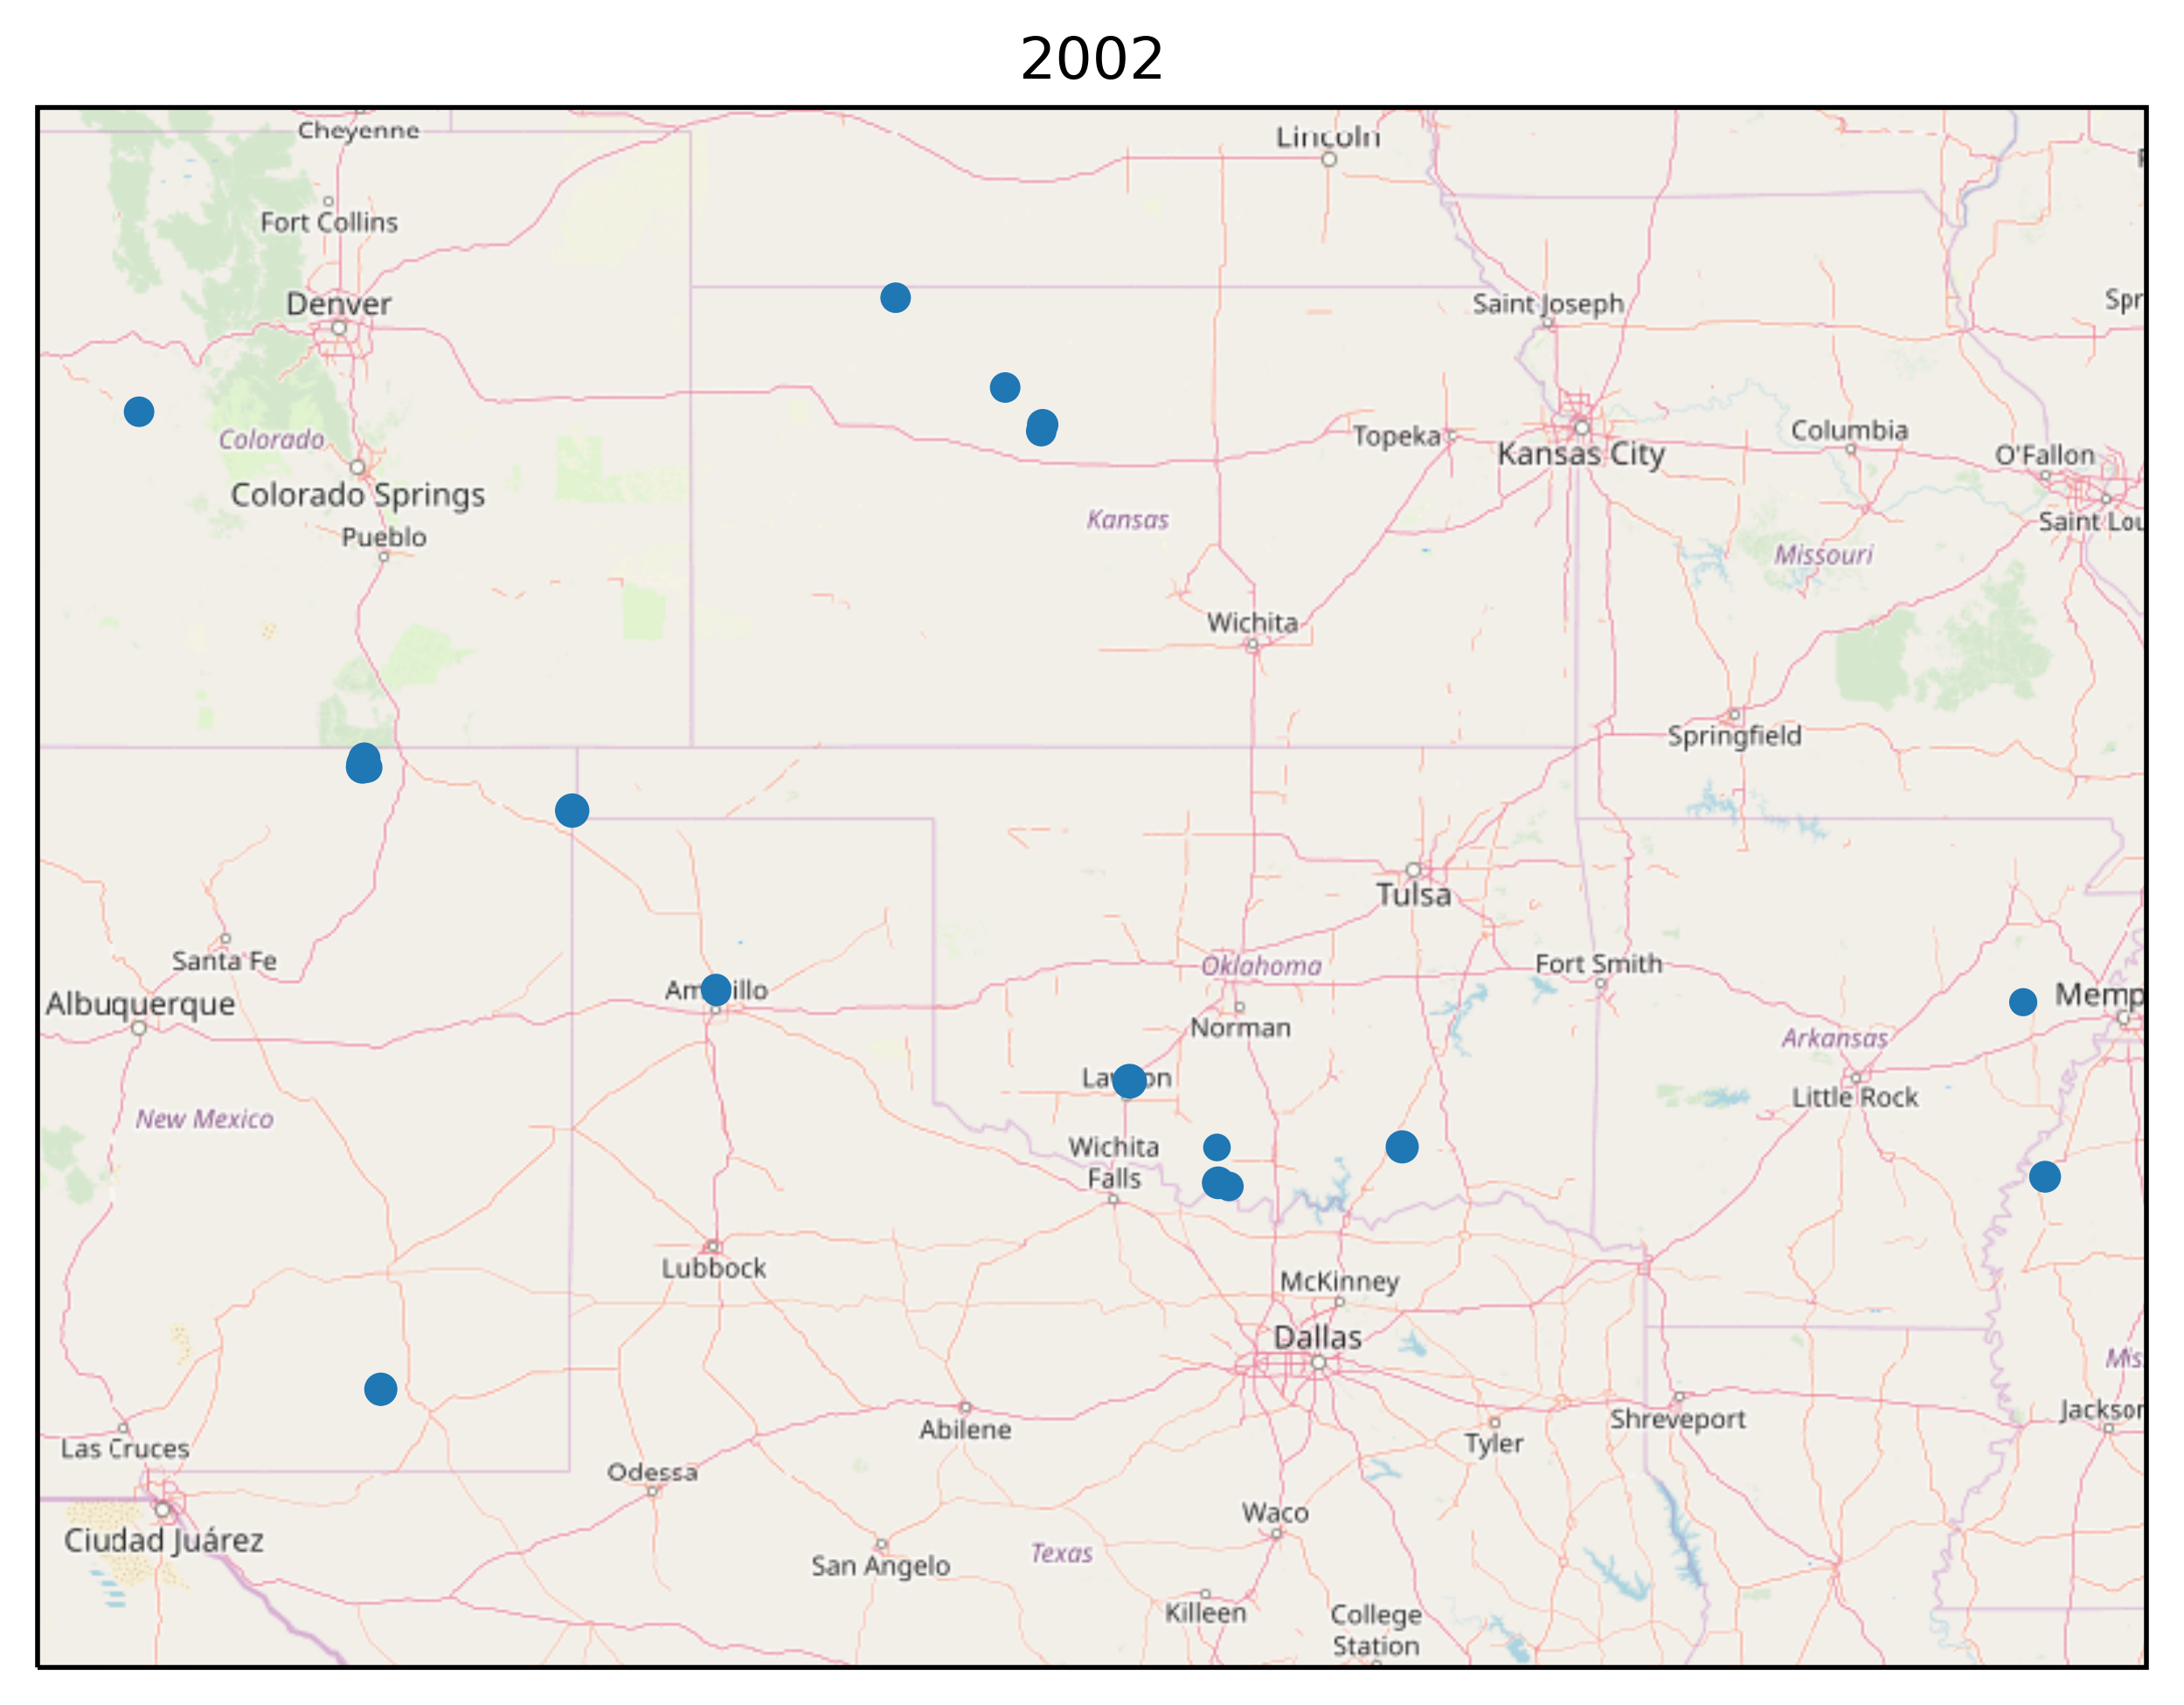 2002
Cheyenne
Lincoln
Fort Collins
Denver
Saint Joseph
Spr
Colorado
Topeka
Kansas City
Columbia
O'Fallon
Colorado Springs
Pueblo
Kansas
Saint Lou
Missouri
Wichita
Springfield
Tulsa
Santa Fe
Oklahoma
Fort Smith
Albuquerque
Am illo
Memp
Norman
Arkansas
La on
Little Rock
New Mexico
Wichita
Falls
Lubbock
McKinney
Dallas
Mis
Abilene
Shreveport
Jackson
Las Cruces
Tyler
Odessa
Waco
Ciudad Juárez
San Angelo
Texas
Killeen
College
Station